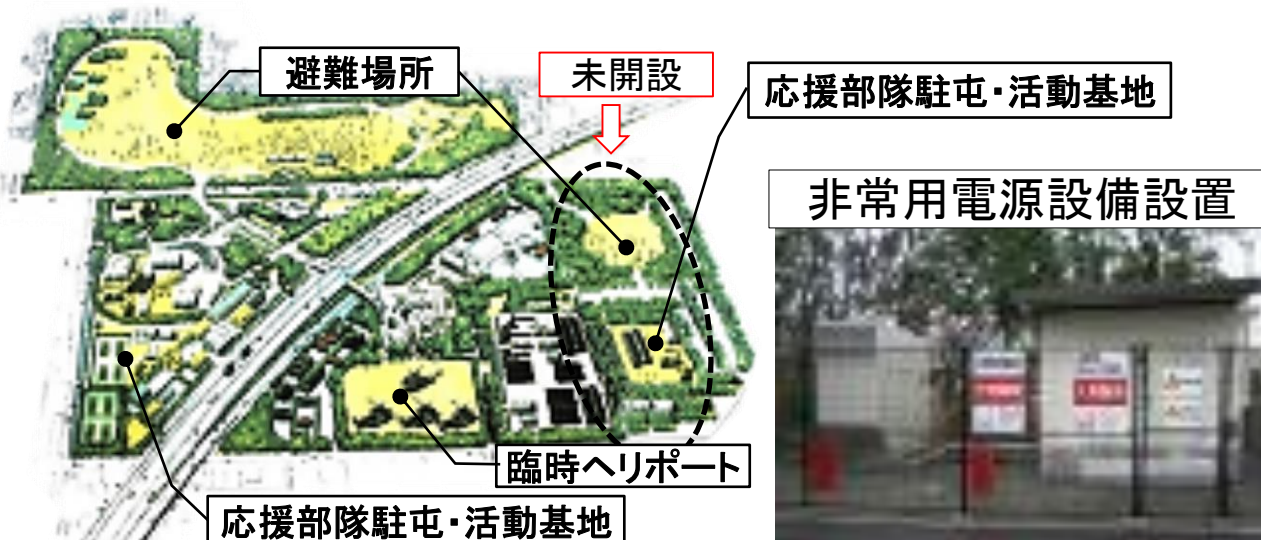 避難場所
未開設
応援部隊駐屯・活動基地
非常用電源設備設置
臨時ヘリポート
応援部隊駐屯・活動基地